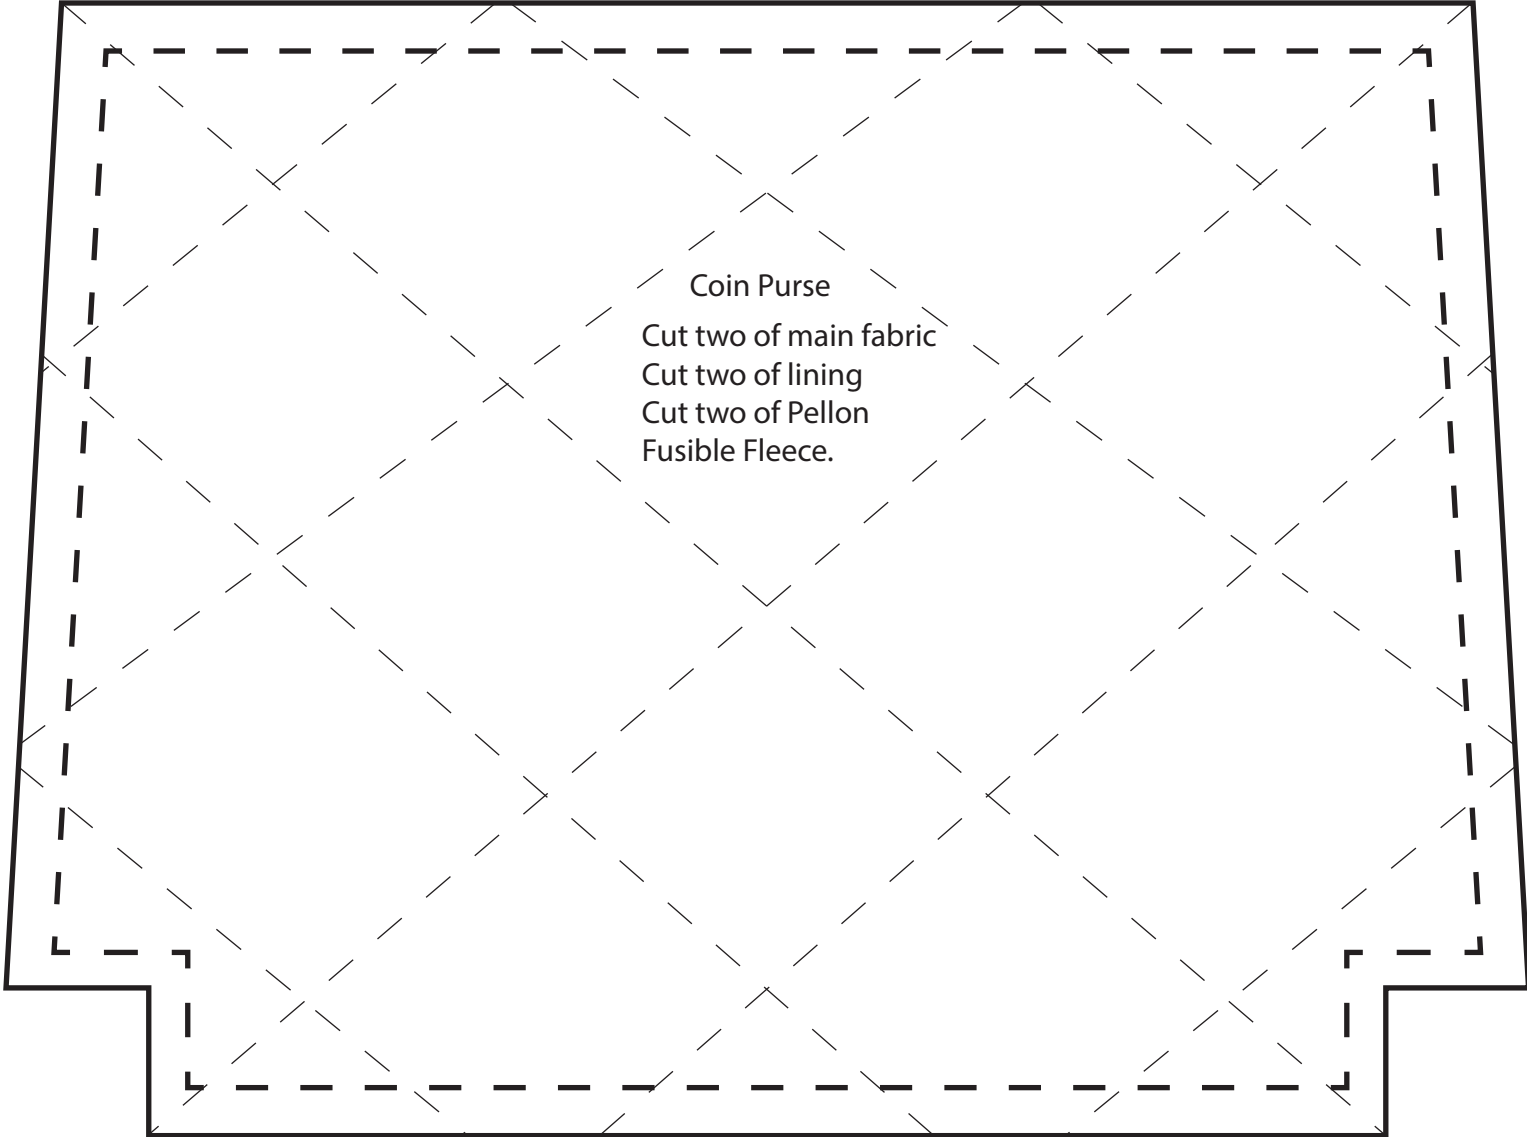 Coin Purse
Cut two of main fabric
Cut two of lining
Cut two of Pellon
Fusible Fleece.